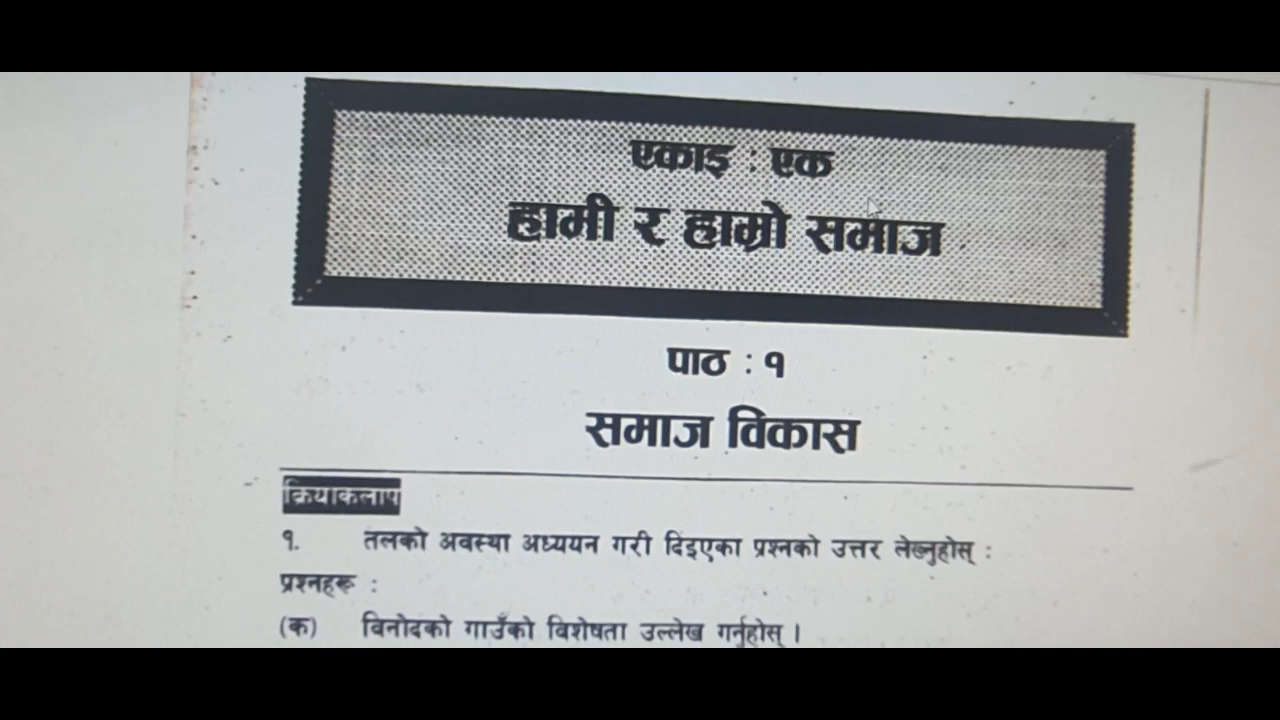 एकाइ : एक
हामी र हाम्रो समाज
पाठ : १
समाज विकास
क्रियाकलाप
१. तलको अवस्था अध्ययन गरी दिइएका प्रश्नको उत्तर लेख्नुहोस् :
प्रश्नहरू :
(क) विनोदको गाउँको विशेषता उल्लेख गर्नुहोस् ।